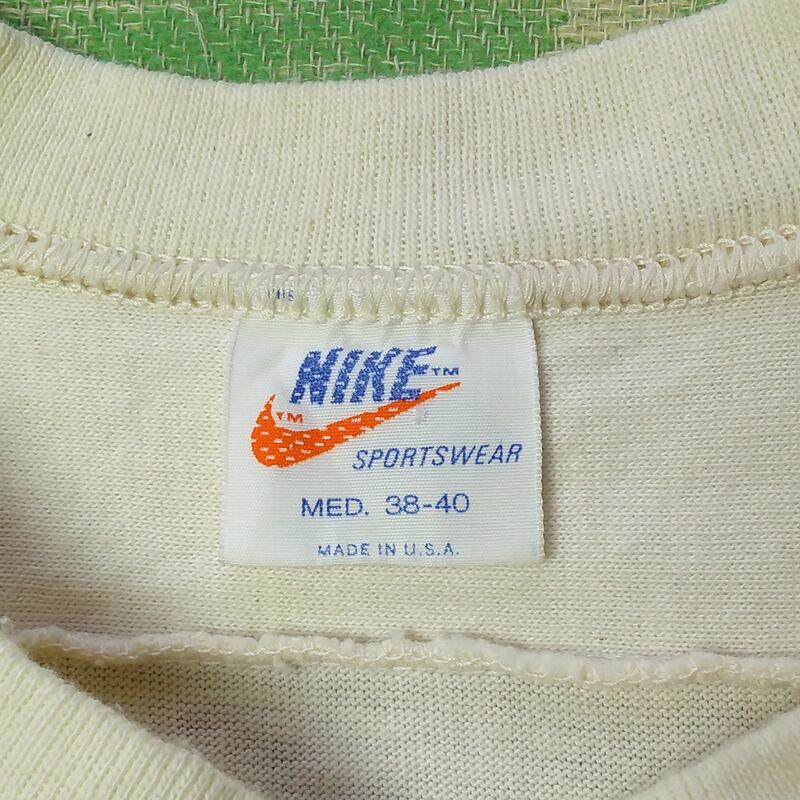 NIKE™
™
SPORTSWEAR
MED. 38-40
MADE IN U.S.A.